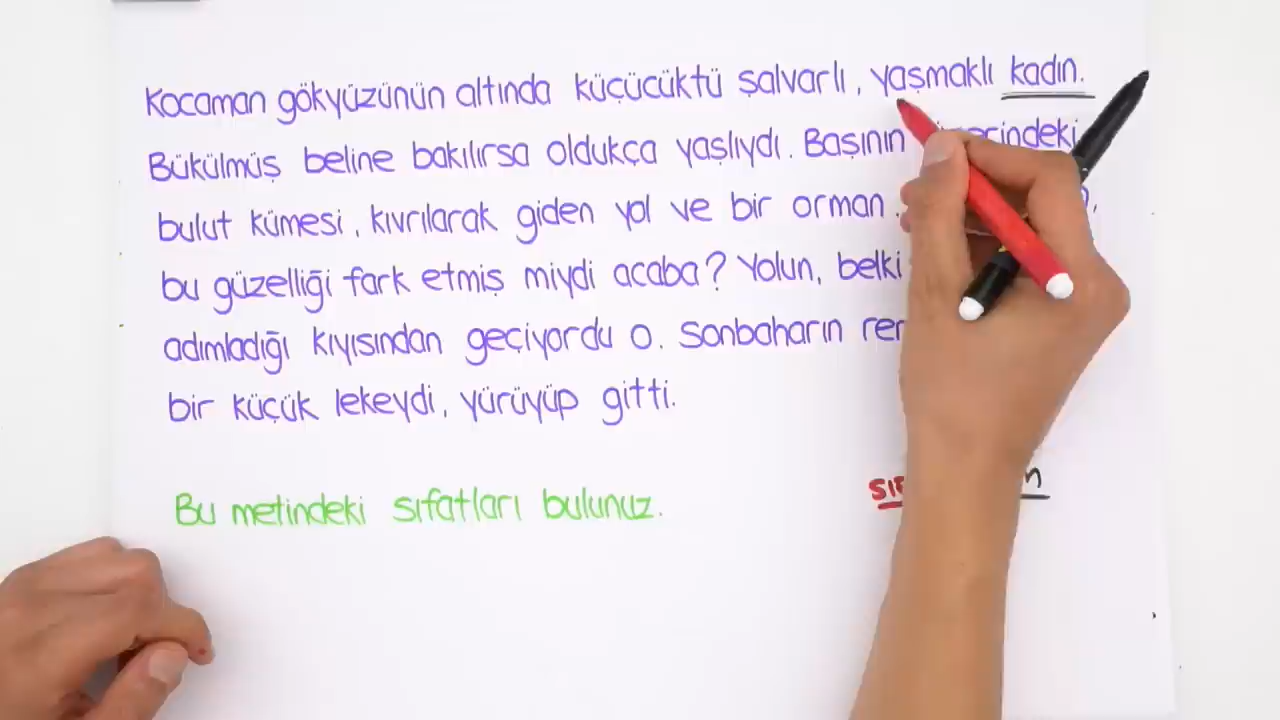 Kocaman gökyüzünün altında küçücüktü şalvarlı, yaşmaklı kadın.
Bükülmüş beline bakılırsa oldukça yaşlıydı. Başının
bulut kümesi, kıvrılarak giden yol ve bir orman.
bu güzelliği fark etmiş miydi acaba? Yolun, belki
adımladığı kıyısından geçiyordu o. Sonbaharın
bir küçük lekeydi, yürüyüp gitti.
Bu metindeki sıfatları bulunuz.